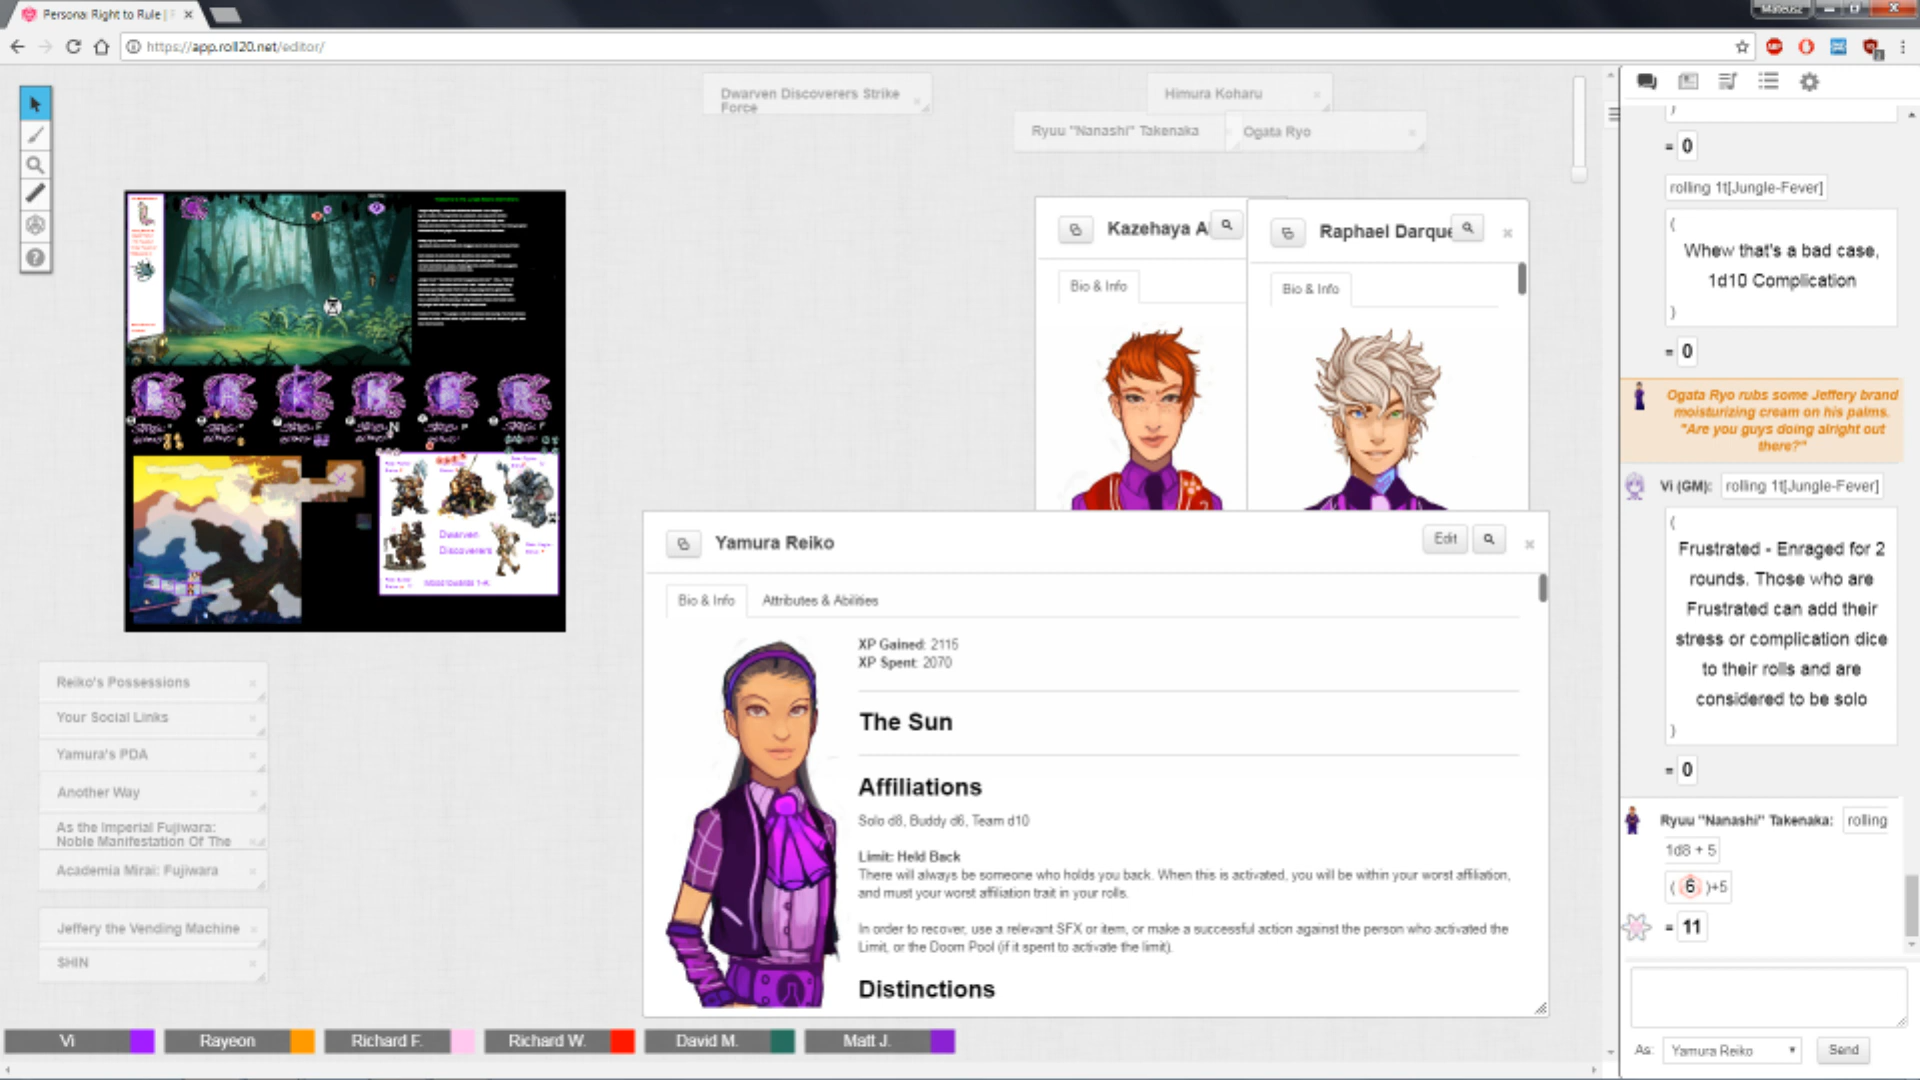 Persona: Right to Rule |
Mateusz
https://app.roll20.net/editor/
Dwarven Discoverers Strike
Force
Himura Koharu
Ryuu "Nanashi" Takenaka
Ogata Ryo
Kazehaya A
Bio & Info
Raphael Darque
Bio & Info
Dwarven
Discoverers
Yamura Reiko
Edit
Bio & Info
Attributes & Abilities
XP Gained: 2115
XP Spent: 2070
The Sun
Affiliations
Solo d8, Buddy d6, Team d10
Limit: Held Back
There will always be someone who holds you back. When this is activated, you will be within your worst affiliation,
and must your worst affiliation trait in your rolls.
In order to recover, use a relevant SFX or item, or make a successful action against the person who activated the
Limit, or the Doom Pool (if it spent to activate the limit).
Distinctions
Reiko's Possessions
Your Social Links
Yamura's PDA
Another Way
As the Imperial Fujiwara:
Noble Manifestation Of The
Academia Mirai: Fujiwara
Jeffery the Vending Machine
SHIN
Vi
Rayeon
Richard F.
Richard W.
David M.
Matt J.
)
= 0
rolling 1t[Jungle-Fever]
(
Whew that's a bad case,
1d10 Complication
)
= 0
Ogata Ryo rubs some Jeffery brand
moisturizing cream on his palms.
"Are you guys doing alright out
there?"
Vi (GM): rolling 1t[Jungle-Fever]
(
Frustrated - Enraged for 2
rounds. Those who are
Frustrated can add their
stress or complication dice
to their rolls and are
considered to be solo
)
= 0
Ryuu "Nanashi" Takenaka: rolling
1d8 + 5
( 6 )+5
= 11
As: Yamura Reiko
Send